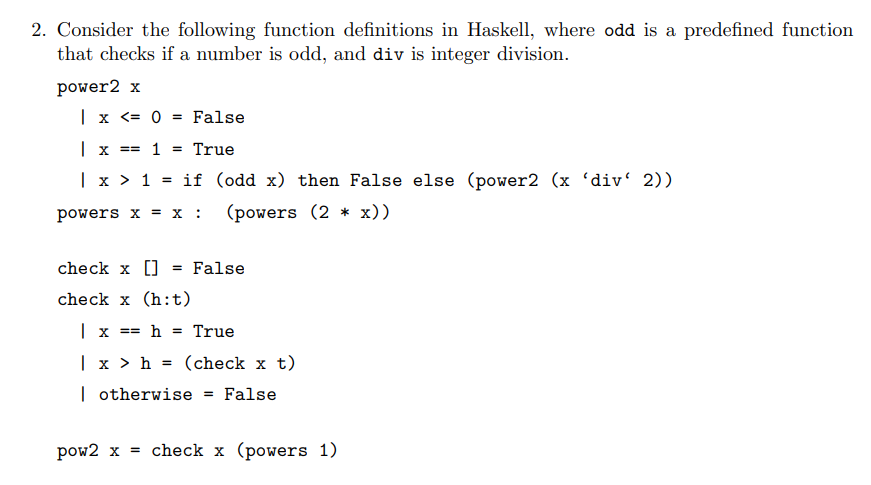 2. Consider the following function definitions in Haskell, where odd is a predefined function
that checks if a number is odd, and div is integer division.
power2 x
| x <= 0 = False
| x == 1 = True
| x > 1 = if (odd x) then False else (power2 (x ‘div‘ 2))
powers x = x : (powers (2 * x))
check x [] = False
check x (h:t)
| x == h = True
| x > h = (check x t)
| otherwise = False
pow2 x = check x (powers 1)